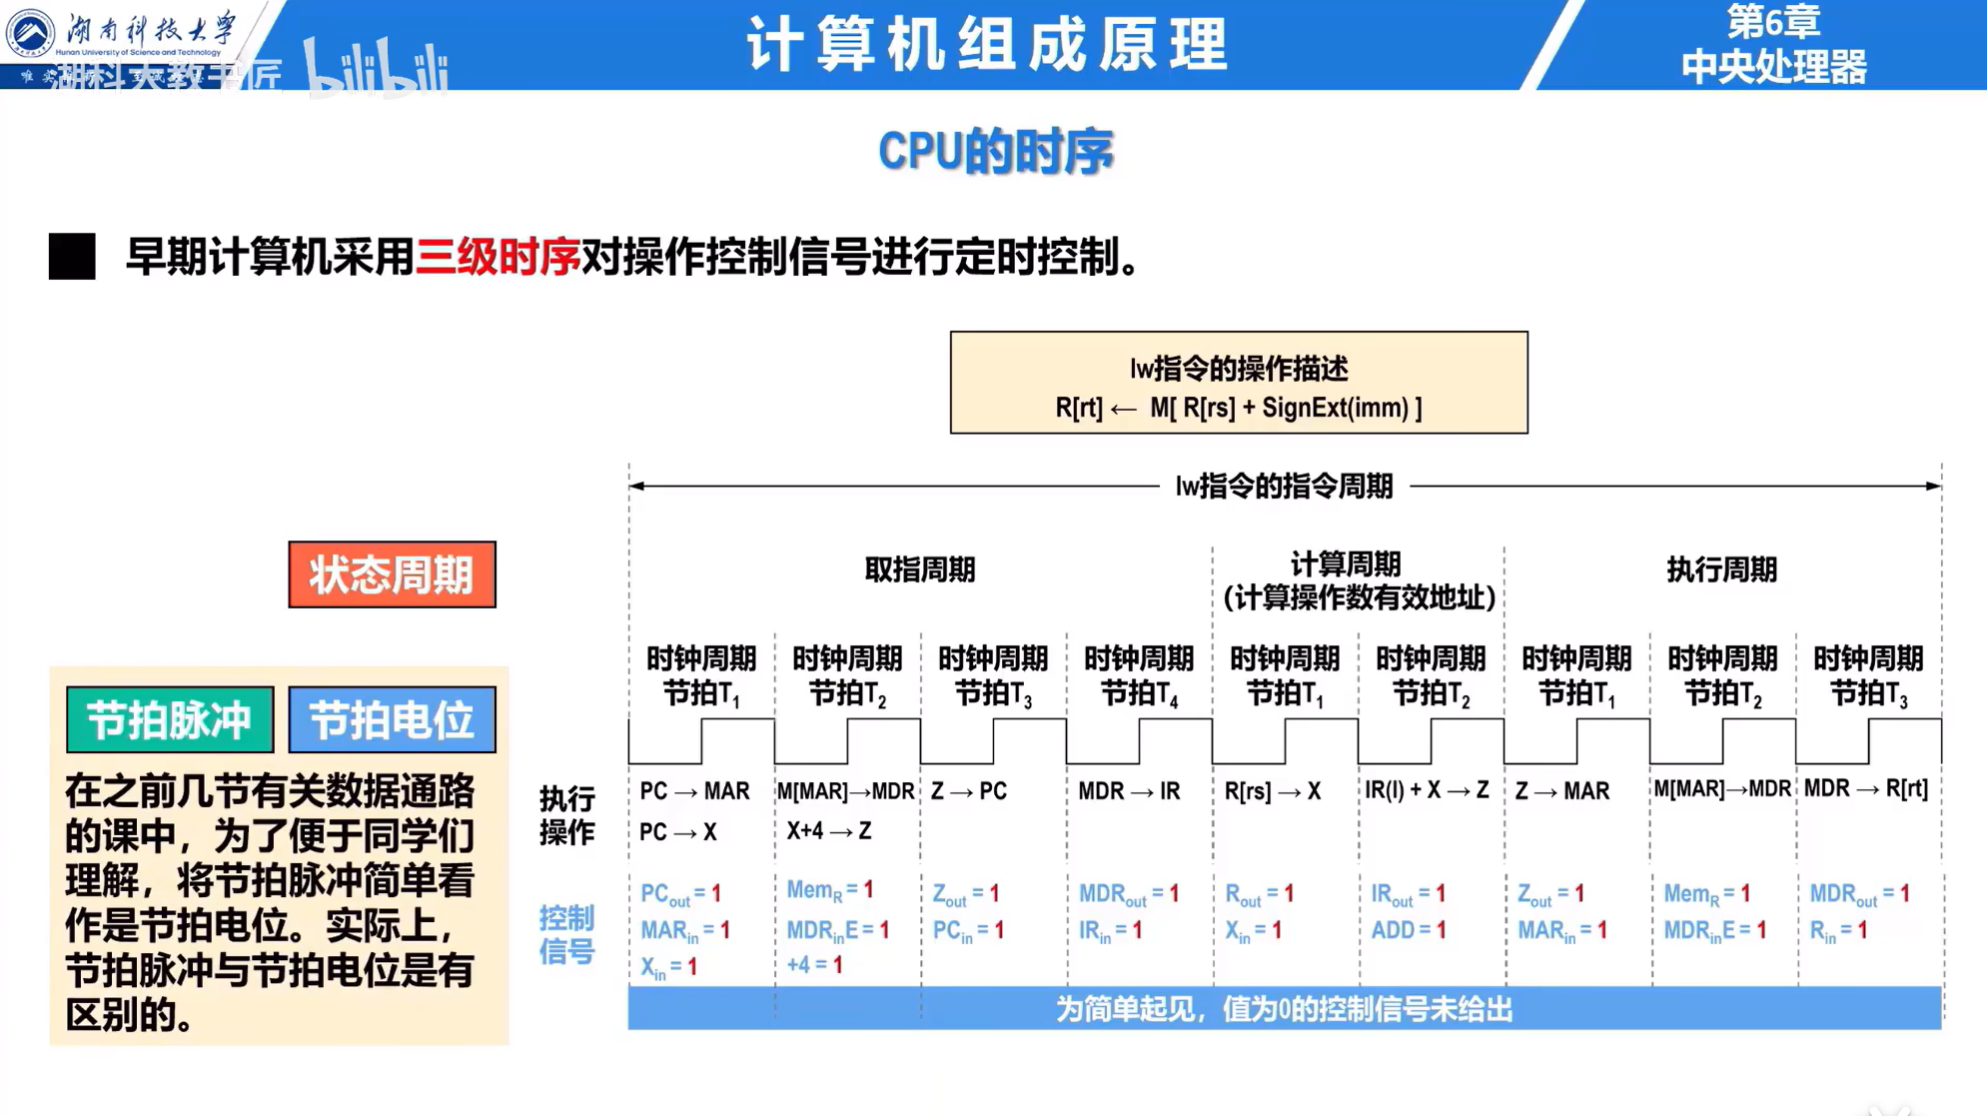 湖南科技大学
Hunan University of Science and Technology
湖科大教书匠 bilibili
计算机组成原理
第6章
中央处理器
CPU的时序
早期计算机采用三级时序对操作控制信号进行定时控制。
lw指令的操作描述
R[rt] ← M[ R[rs] + SignExt(imm) ]
lw指令的指令周期
状态周期
取指周期
计算周期
(计算操作数有效地址)
执行周期
时钟周期 时钟周期 时钟周期 时钟周期 时钟周期 时钟周期 时钟周期 时钟周期 时钟周期
节拍T1 节拍T2 节拍T3 节拍T4 节拍T1 节拍T2 节拍T1 节拍T2 节拍T3
节拍脉冲 节拍电位
在之前几节有关数据通路
的课中，为了便于同学们
理解，将节拍脉冲简单看
作是节拍电位。实际上，
节拍脉冲与节拍电位是有
区别的。
执行
操作
PC → MAR M[MAR]→MDR Z → PC MDR → IR R[rs] → X IR(I) + X → Z Z → MAR M[MAR]→MDR MDR → R[rt]
PC → X X+4 → Z
控制
信号
PCout = 1 MemR = 1 Zout = 1 MDRout = 1 Rout = 1 IRout = 1 Zout = 1 MemR = 1 MDRout = 1
MARin = 1 MDRinE = 1 PCin = 1 IRin = 1 Xin = 1 ADD = 1 MARin = 1 MDRinE = 1 Rin = 1
Xin = 1 +4 = 1
为简单起见，值为0的控制信号未给出